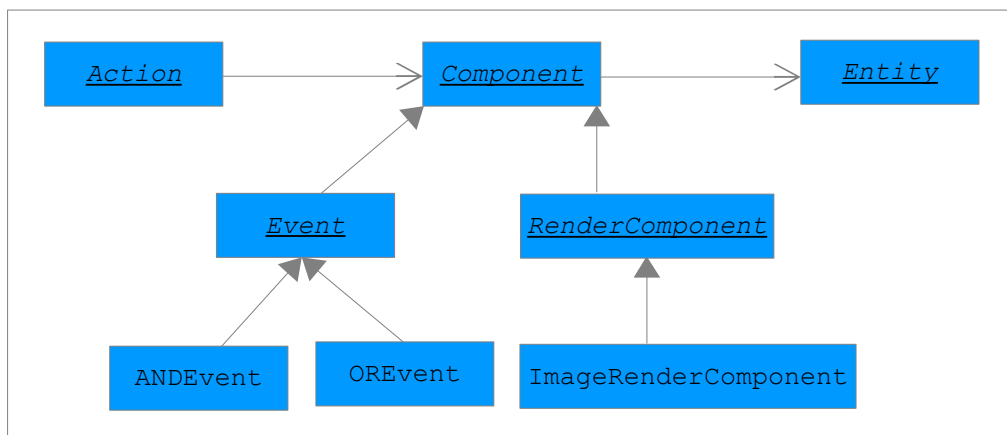 Action
Component
Entity
Event
RenderComponent
ANDEvent
OREvent
ImageRenderComponent